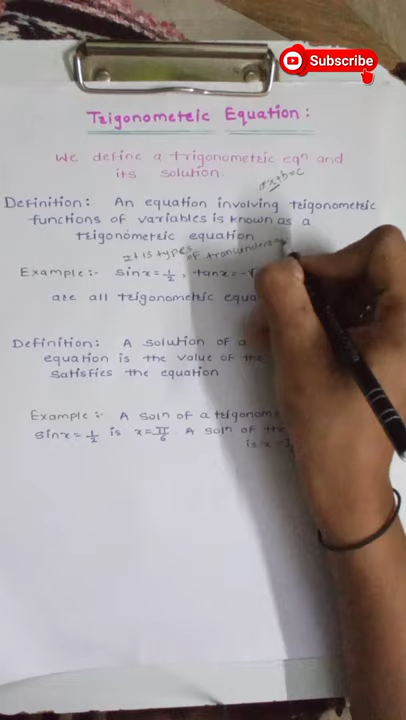 Subscribe
Trigonometric Equation:
We define a trigonometric eqn and
its solution.
ax+b=c
Definition: An equation involving trigonometric
functions of variables is known as a
trigonometric equation
It is types of
Example:- sinx=1/2, tanx=-
are all trigonometric equa
Definition: A solution of a
equation is the value of the
satisfies the equation
Example:- A soln of a trigonome
sinx=1/2 is x=π/6. A soln of the
is x=